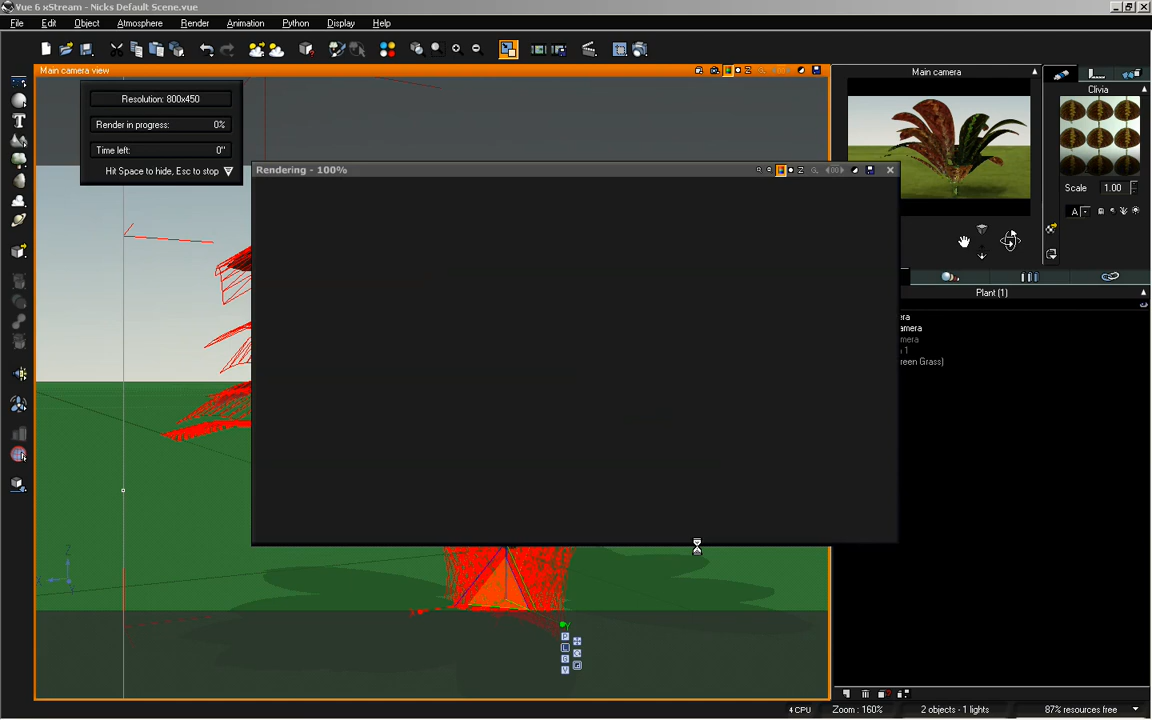 Vue 6 xStream - Nicks Default Scene.vue
File Edit Object Atmosphere Render Animation Python Display Help
Main camera view
Main camera
Clivia
Resolution: 800x450
Render in progress: 0%
Time left: 0"
Hit Space to hide, Esc to stop
Rendering - 100%
Scale 1.00
A
Plant (1)
era
amera
amera
1
reen Grass)
Z
Y
4 CPU Zoom : 160% 2 objects - 1 lights 87% resources free